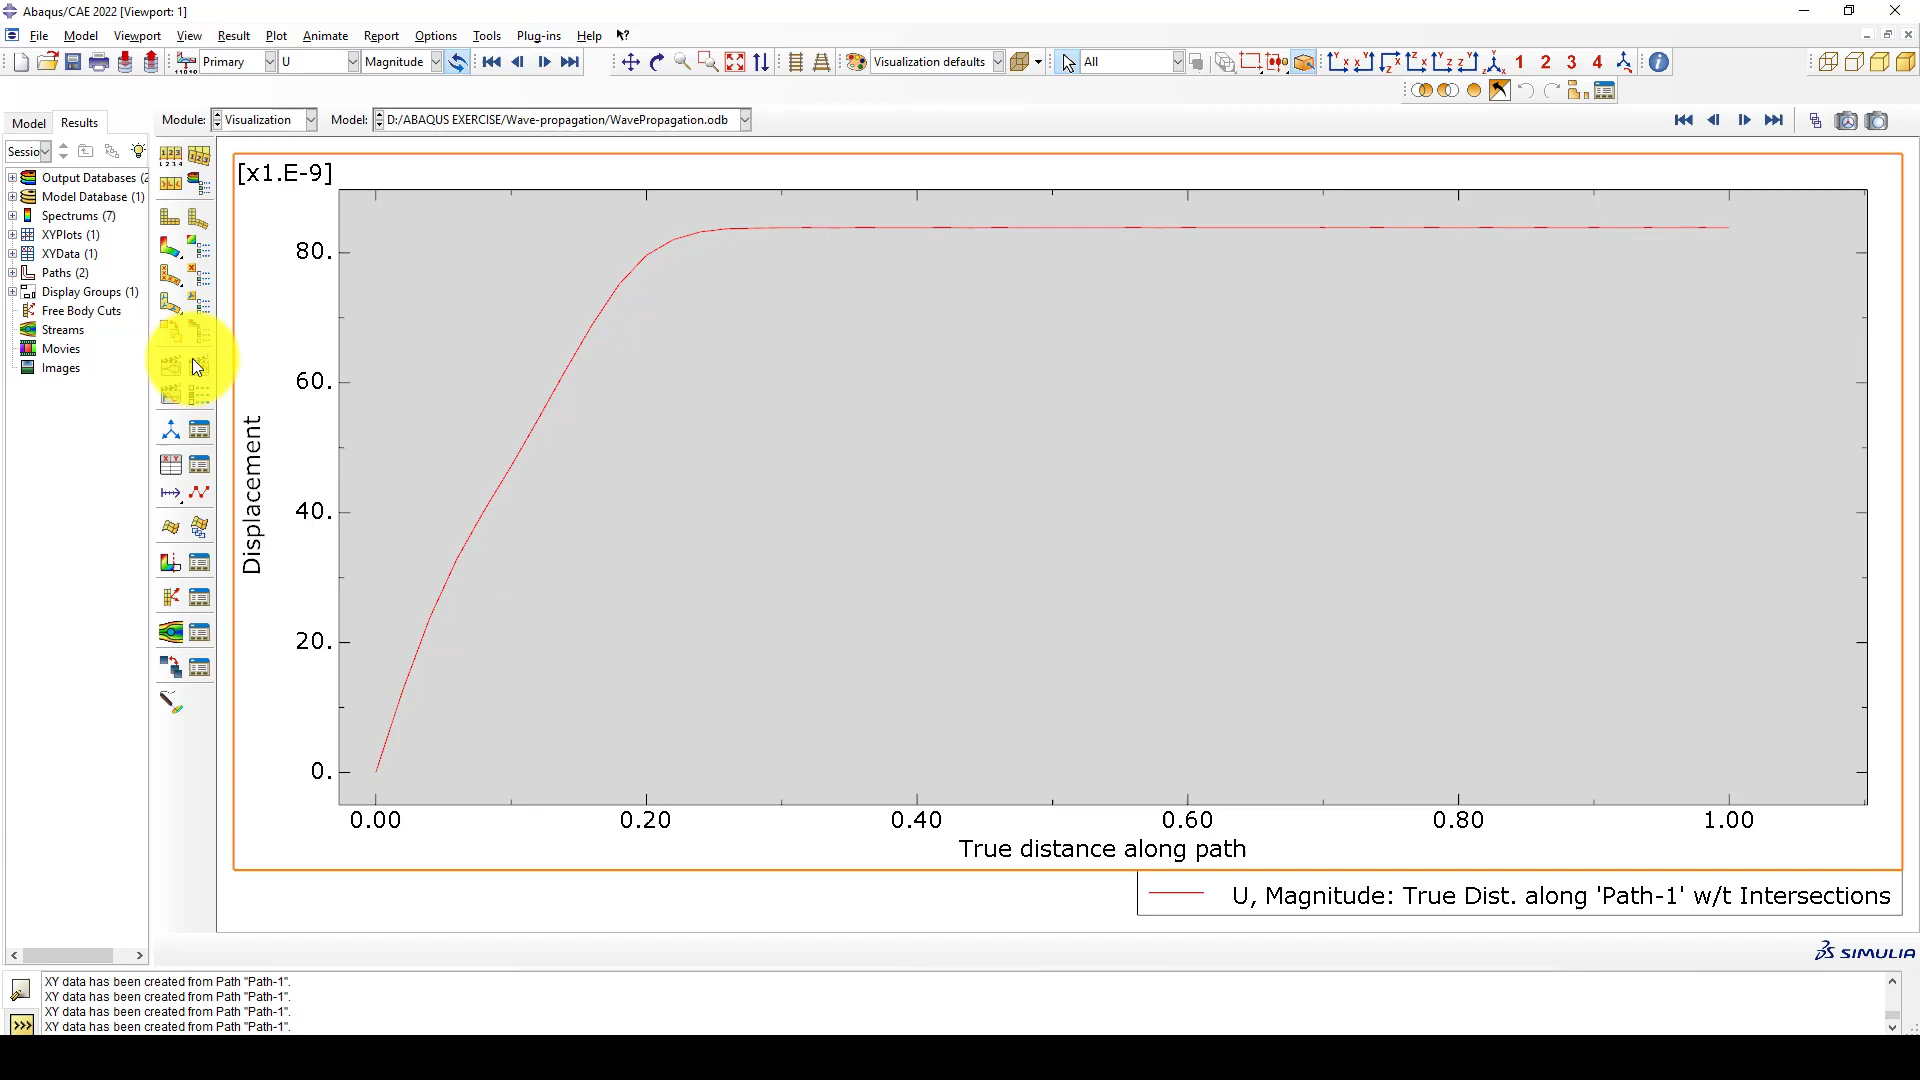 Abaqus/CAE 2022 [Viewport: 1]
File Model Viewport View Result Plot Animate Report Options Tools Plug-ins Help
Primary U Magnitude Visualization defaults All 1 2 3 4
Model Results Module: Visualization Model: D:/ABAQUS EXERCISE/Wave-propagation/WavePropagation.odb
Sessio
Output Databases (2
Model Database (1)
Spectrums (7)
XYPlots (1)
XYData (1)
Paths (2)
Display Groups (1)
Free Body Cuts
Streams
Movies
Images
[x1.E-9]
80.
60.
40.
20.
0.
Displacement
0.00 0.20 0.40 0.60 0.80 1.00
True distance along path
U, Magnitude: True Dist. along 'Path-1' w/t Intersections
SIMULIA
XY data has been created from Path "Path-1".
XY data has been created from Path "Path-1".
XY data has been created from Path "Path-1".
XY data has been created from Path "Path-1".